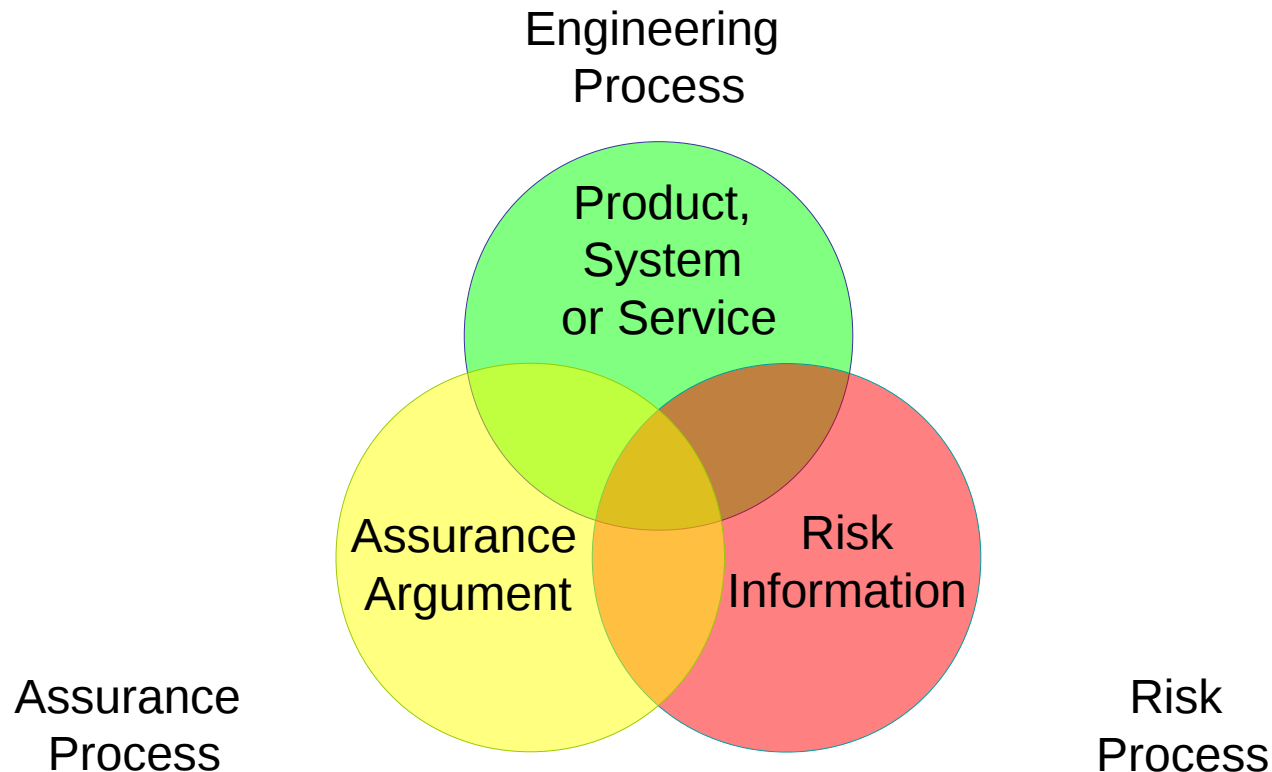 Engineering
Process
Product,
System
or Service
Assurance
Argument
Risk
Information
Assurance
Process
Risk
Process